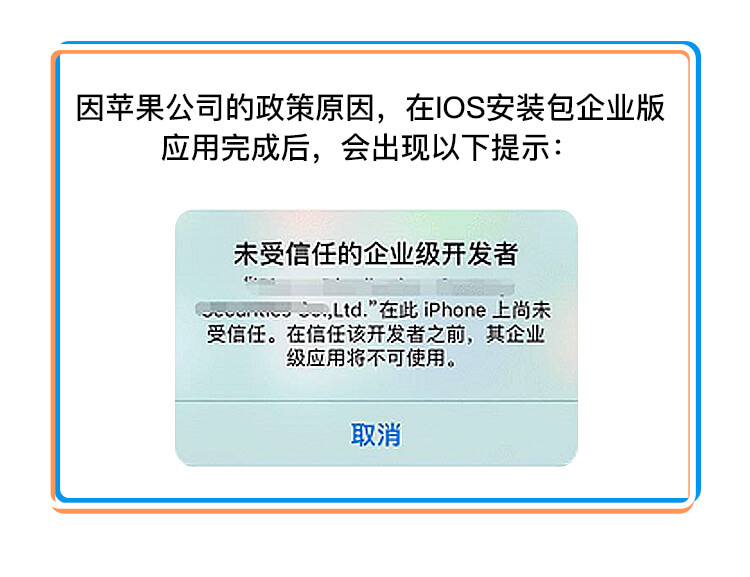 因苹果公司的政策原因，在IOS安装包企业版
应用完成后，会出现以下提示：
未受信任的企业级开发者
Securities Co.,Ltd.”在此 iPhone 上尚未
受信任。在信任该开发者之前，其企业
级应用将不可使用。
取消